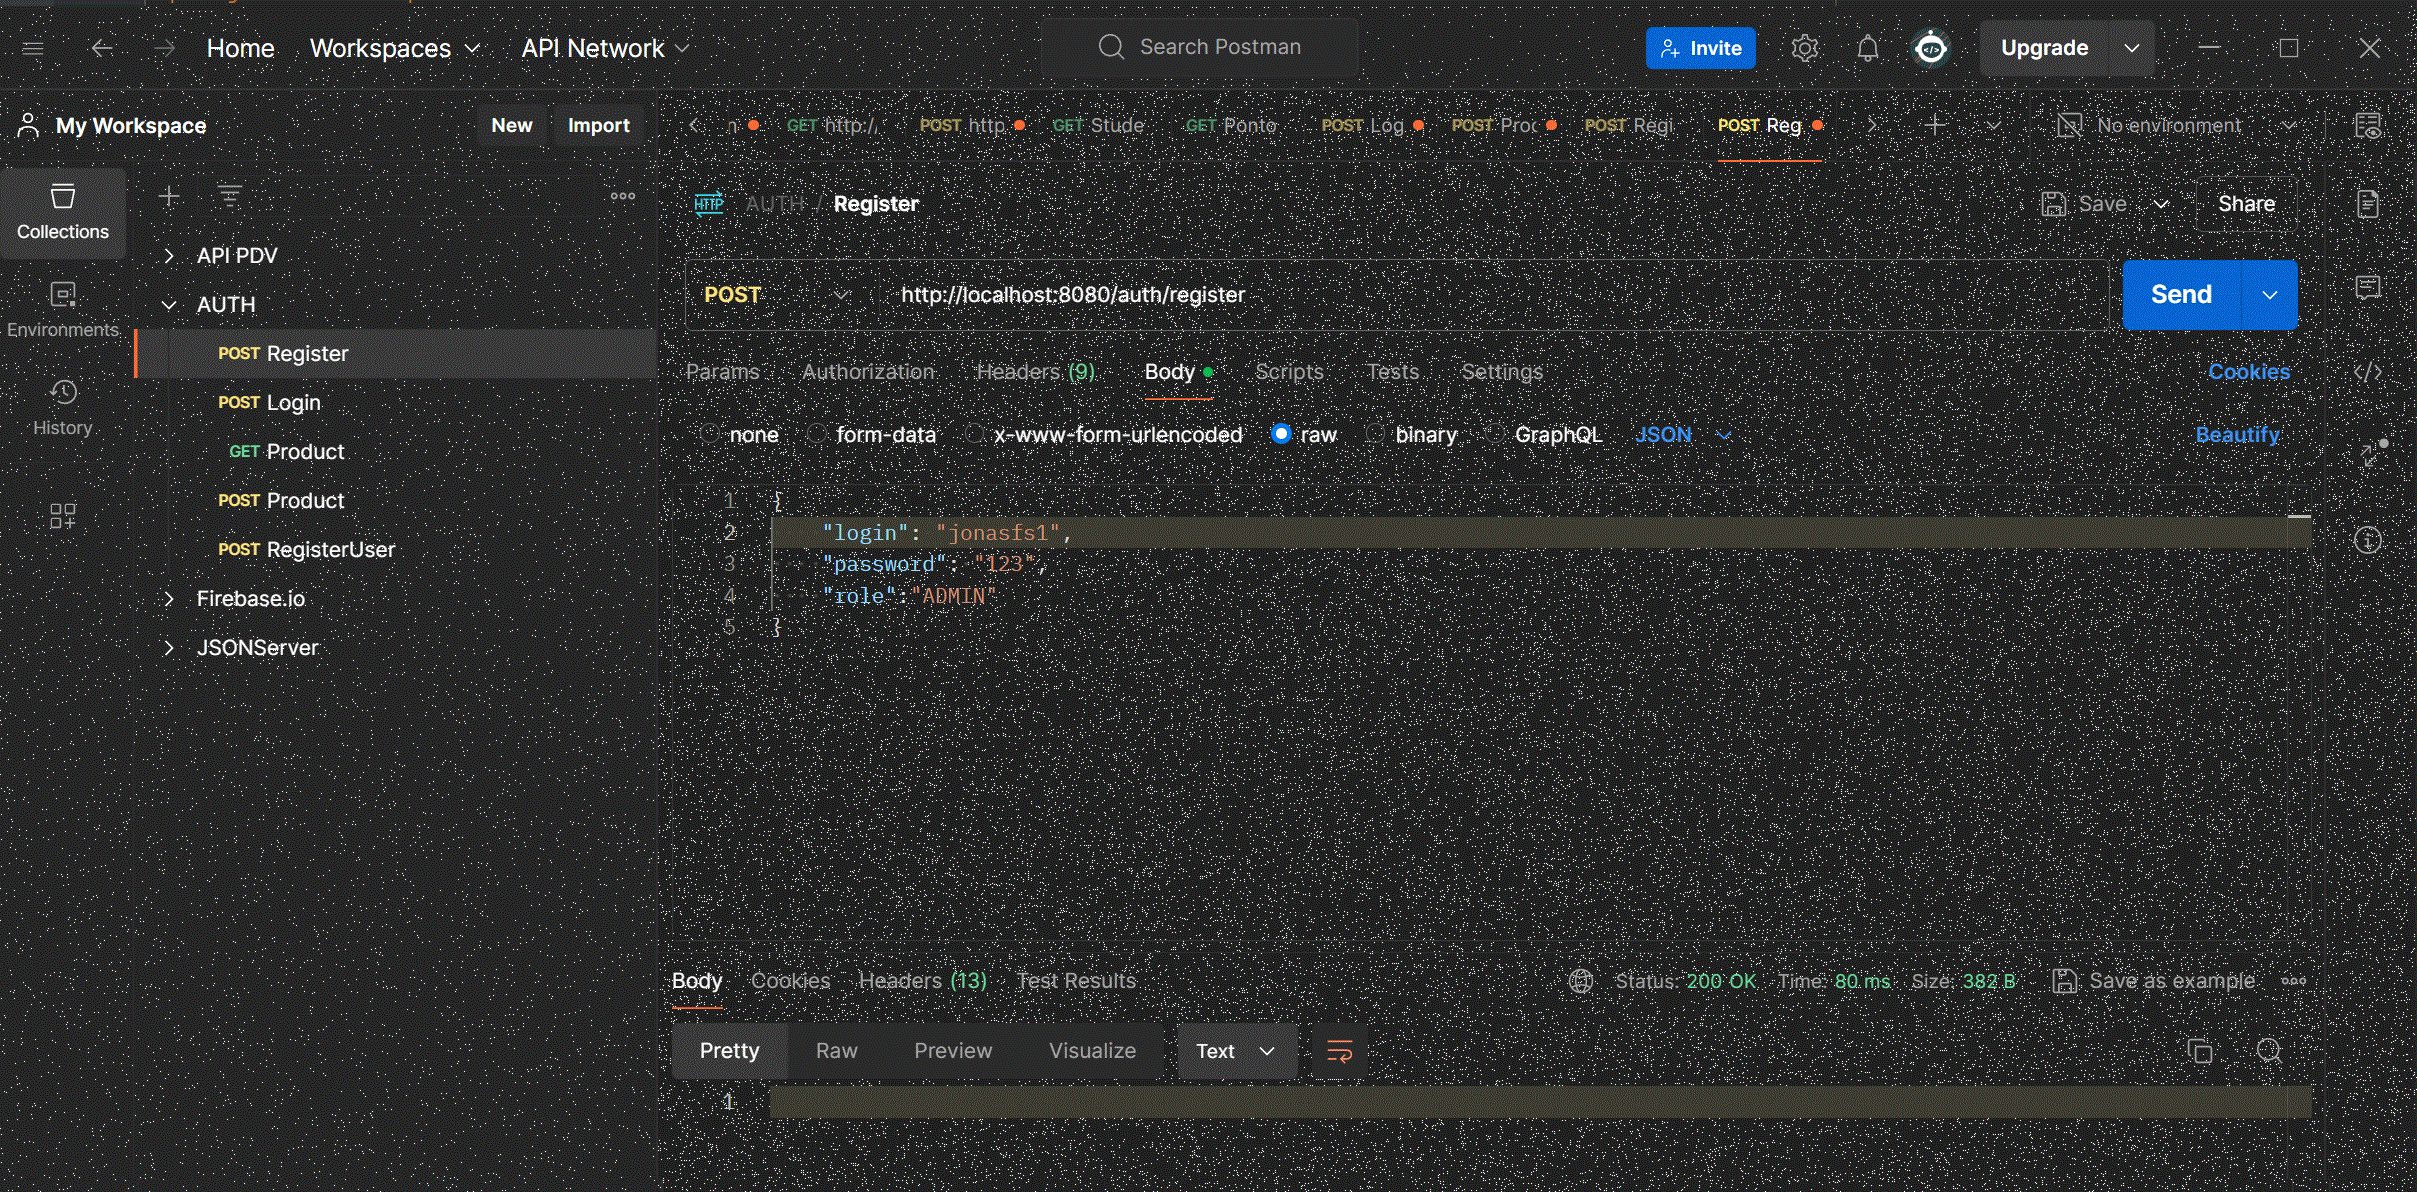 Home Workspaces API Network Search Postman Invite Upgrade
My Workspace New Import
n GET http:/ POST http GET Stude GET Ponto POST Log POST Proc POST Regi POST Reg No environment
Collections
Environments
History
API PDV
AUTH
POST Register
POST Login
GET Product
POST Product
POST RegisterUser
Firebase.io
JSONServer
HTTP AUTH / Register Save Share
POST http://localhost:8080/auth/register Send
Params Authorization Headers (9) Body Scripts Tests Settings Cookies
none form-data x-www-form-urlencoded raw binary GraphQL JSON Beautify
1 {
2 "login": "jonasfs1",
3 "password": "123",
4 "role":"ADMIN"
5 }
Body Cookies Headers (13) Test Results Status: 200 OK Time: 80 ms Size: 382 B Save as example
Pretty Raw Preview Visualize Text
1